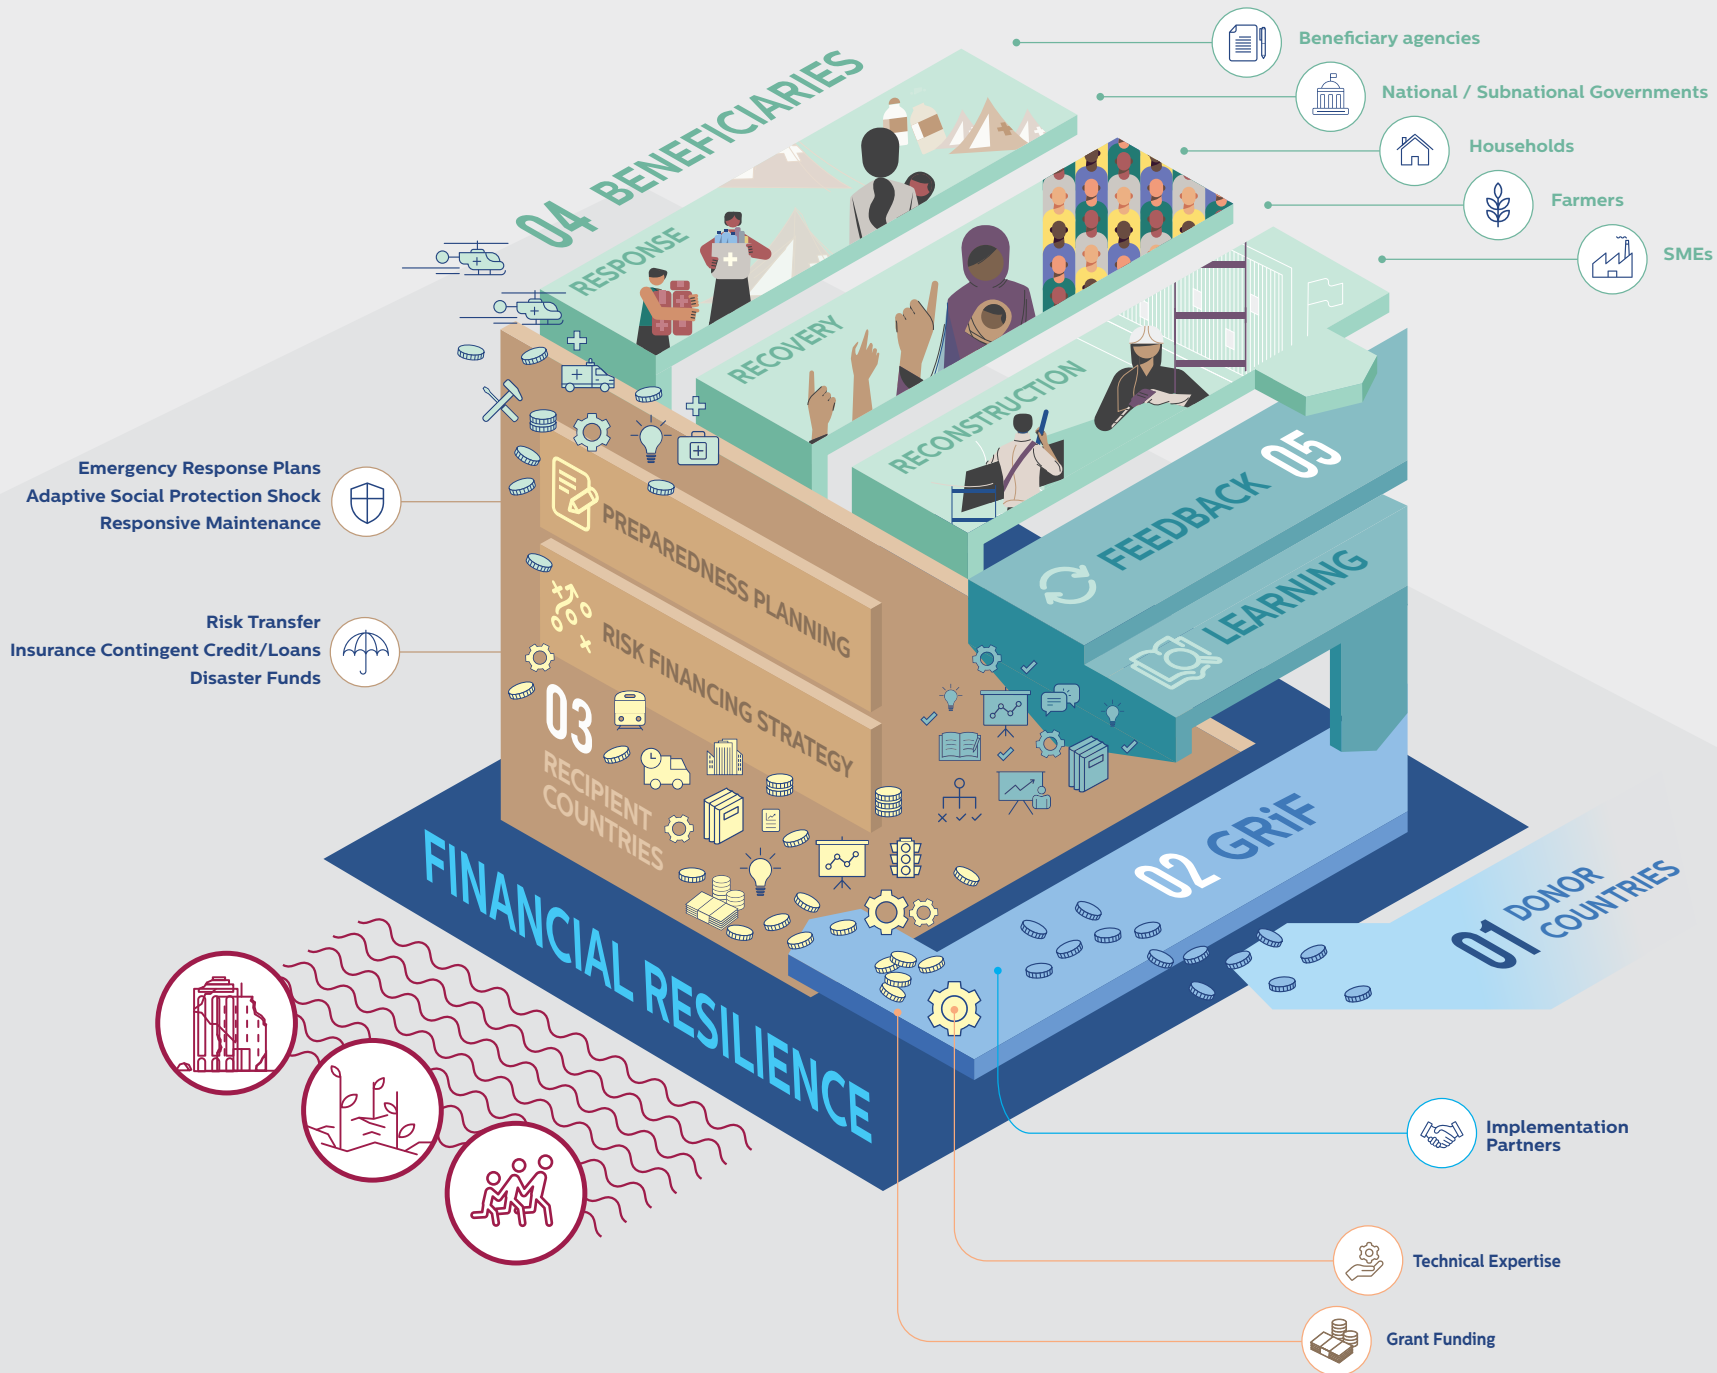 04 BENEFICIARIES
Beneficiary agencies
National / Subnational Governments
Households
Farmers
SMEs
RESPONSE
RECOVERY
RECONSTRUCTION
FEEDBACK 05
LEARNING
Emergency Response Plans
Adaptive Social Protection Shock
Responsive Maintenance
PREPAREDNESS PLANNING
Risk Transfer
Insurance Contingent Credit/Loans
Disaster Funds
RISK FINANCING STRATEGY
03
RECIPIENT
COUNTRIES
02 GRiF
01 DONOR
COUNTRIES
FINANCIAL RESILIENCE
Implementation
Partners
Technical Expertise
Grant Funding